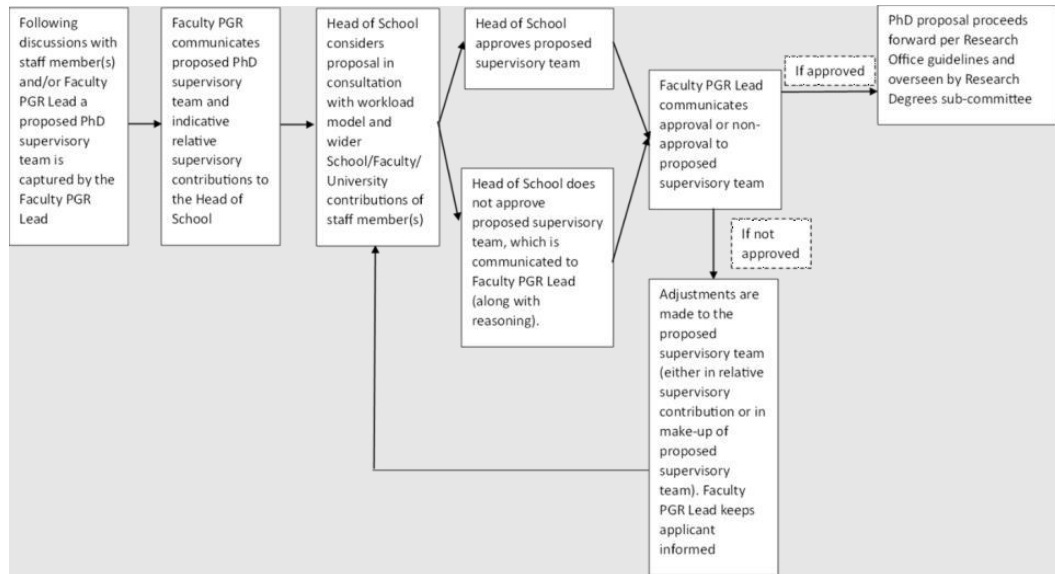 Following
discussions with
staff member(s)
and/or Faculty
PGR Lead a
proposed PhD
supervisory
team is
captured by the
Faculty PGR
Lead
Faculty PGR
communicates
proposed PhD
supervisory
team and
indicative
relative
supervisory
contributions to
the Head of
School
Head of School
considers
proposal in
consultation
with workload
model and
wider
School/Faculty/
University
contributions of
staff member(s)
Head of School
approves proposed
supervisory team
Head of School does
not approve
proposed supervisory
team, which is
communicated to
Faculty PGR Lead
(along with
reasoning).
Faculty PGR Lead
communicates
approval or non-
approval to
proposed
supervisory team
If approved
PhD proposal proceeds
forward per Research
Office guidelines and
overseen by Research
Degrees sub-committee
If not
approved
Adjustments are
made to the
proposed
supervisory team
(either in relative
supervisory
contribution or in
make-up of
proposed
supervisory
team). Faculty
PGR Lead keeps
applicant
informed